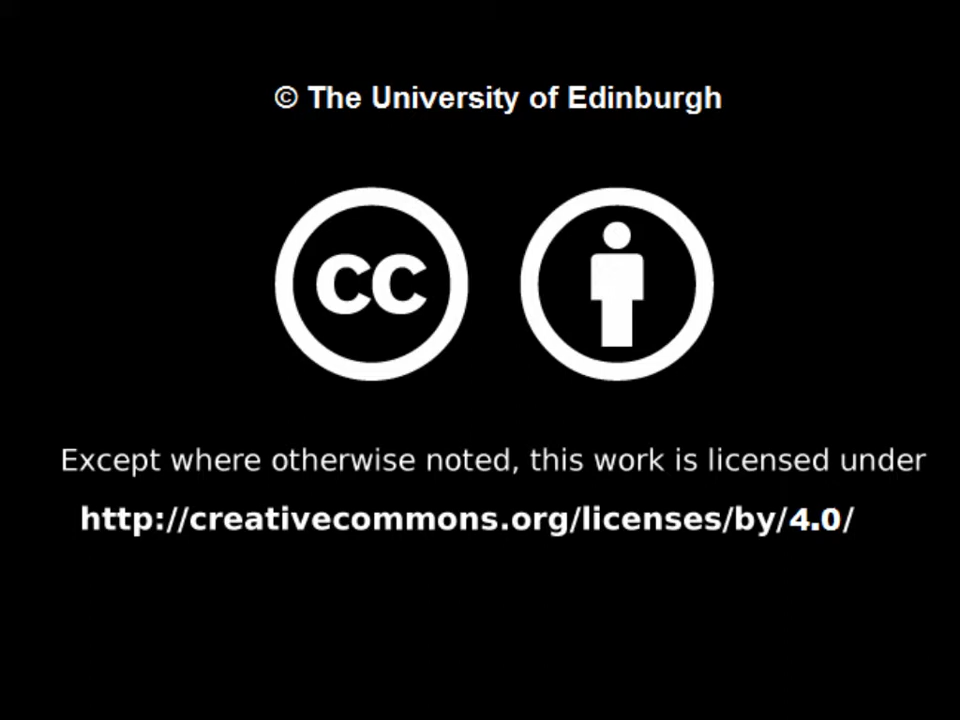 © The University of Edinburgh
cc
Except where otherwise noted, this work is licensed under
http://creativecommons.org/licenses/by/4.0/